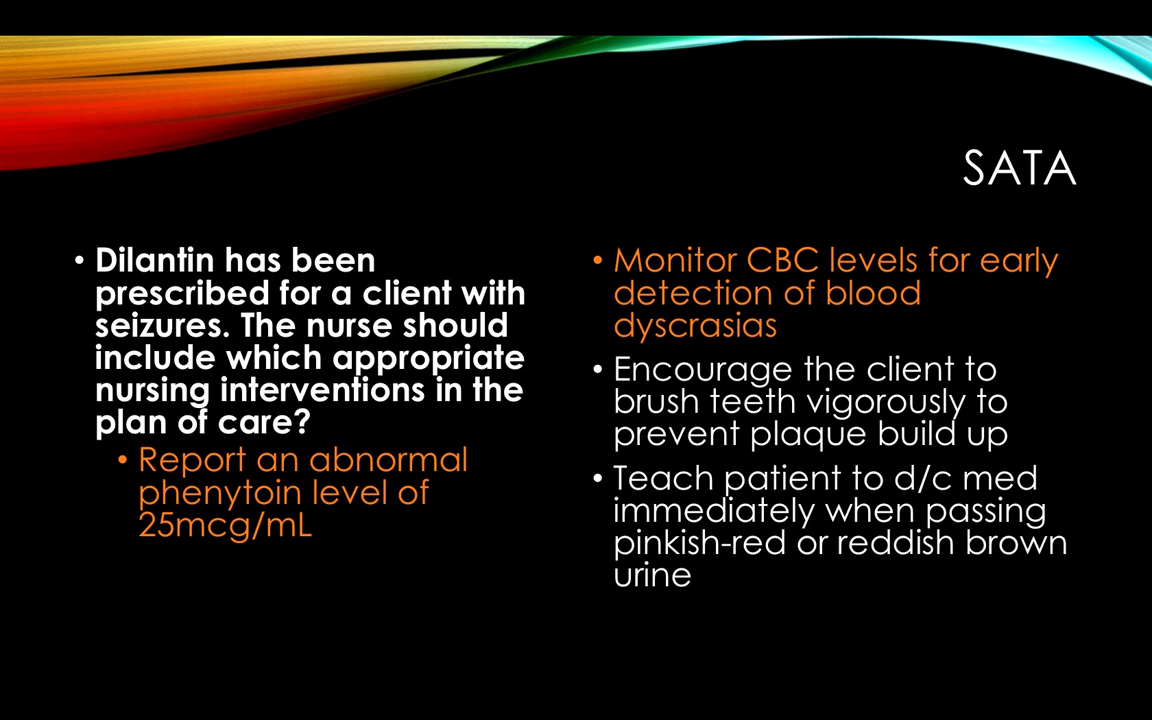 SATA
• Dilantin has been
prescribed for a client with
seizures. The nurse should
include which appropriate
nursing interventions in the
plan of care?
• Report an abnormal
phenytoin level of
25mcg/mL
• Monitor CBC levels for early
detection of blood
dyscrasias
• Encourage the client to
brush teeth vigorously to
prevent plaque build up
• Teach patient to d/c med
immediately when passing
pinkish-red or reddish brown
urine